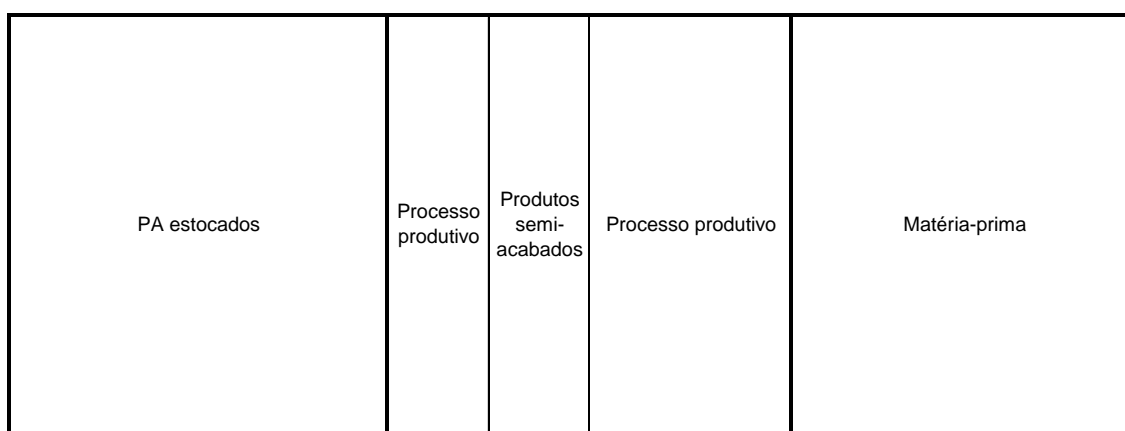 PA estocados
Processo
produtivo
Produtos
semi-
acabados
Processo produtivo
Matéria-prima